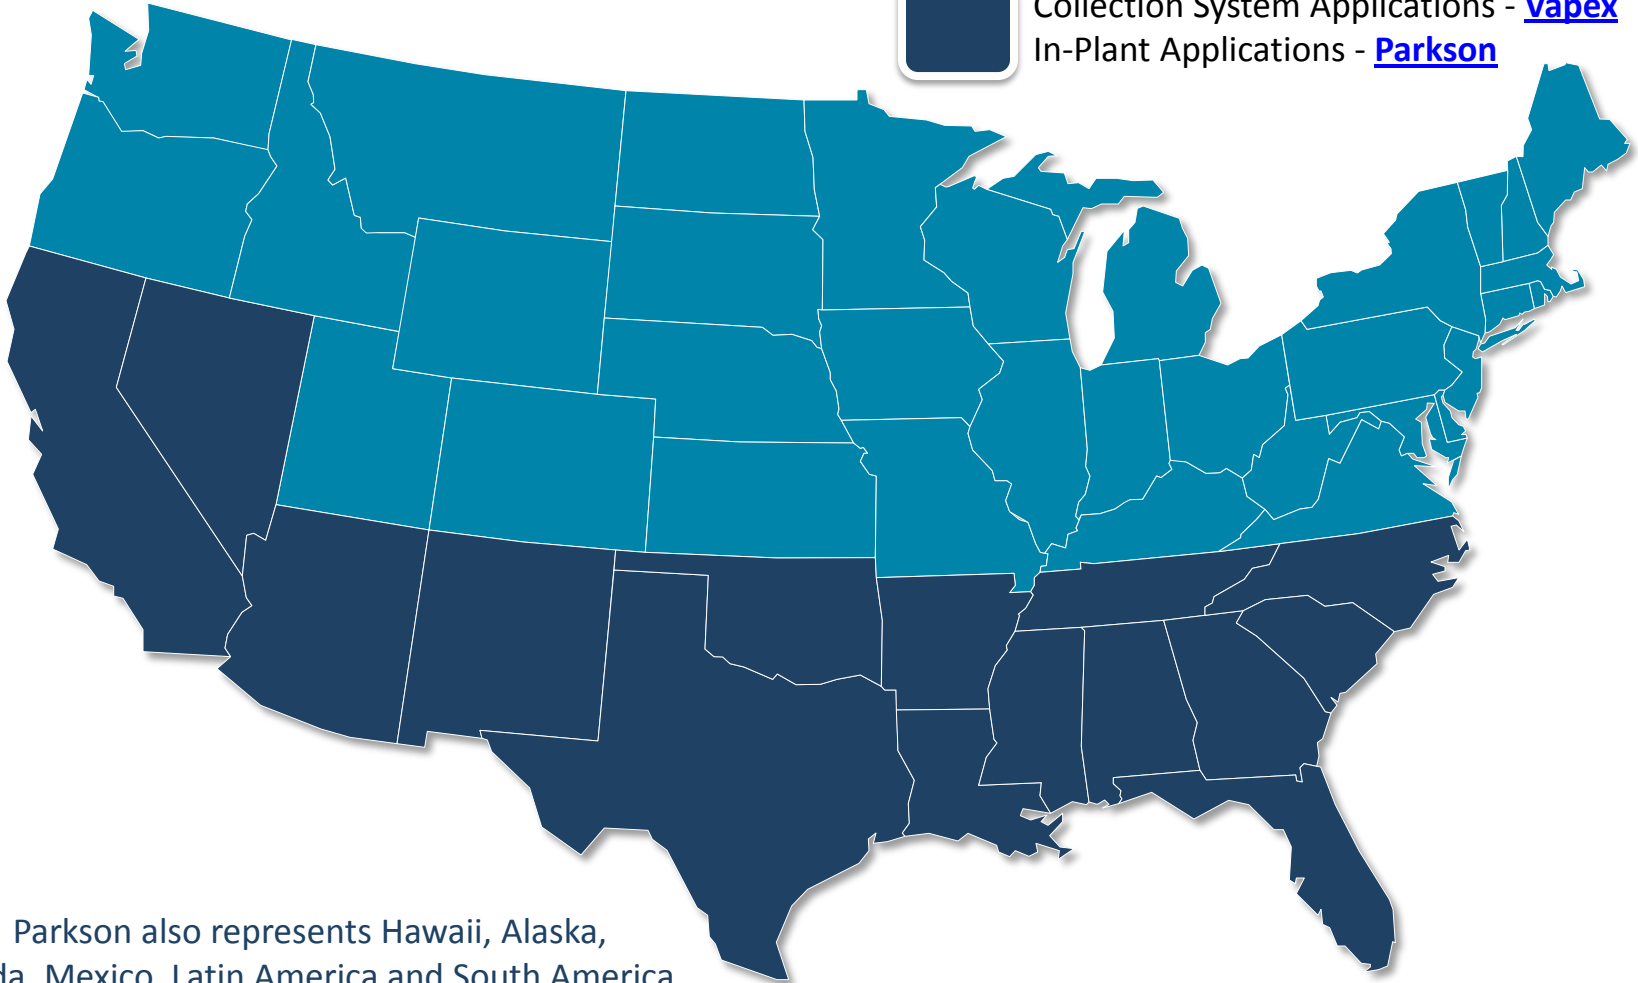 Collection System Applications - Vapex
In-Plant Applications - Parkson
Parkson also represents Hawaii, Alaska,
Mexico, Latin America and South America